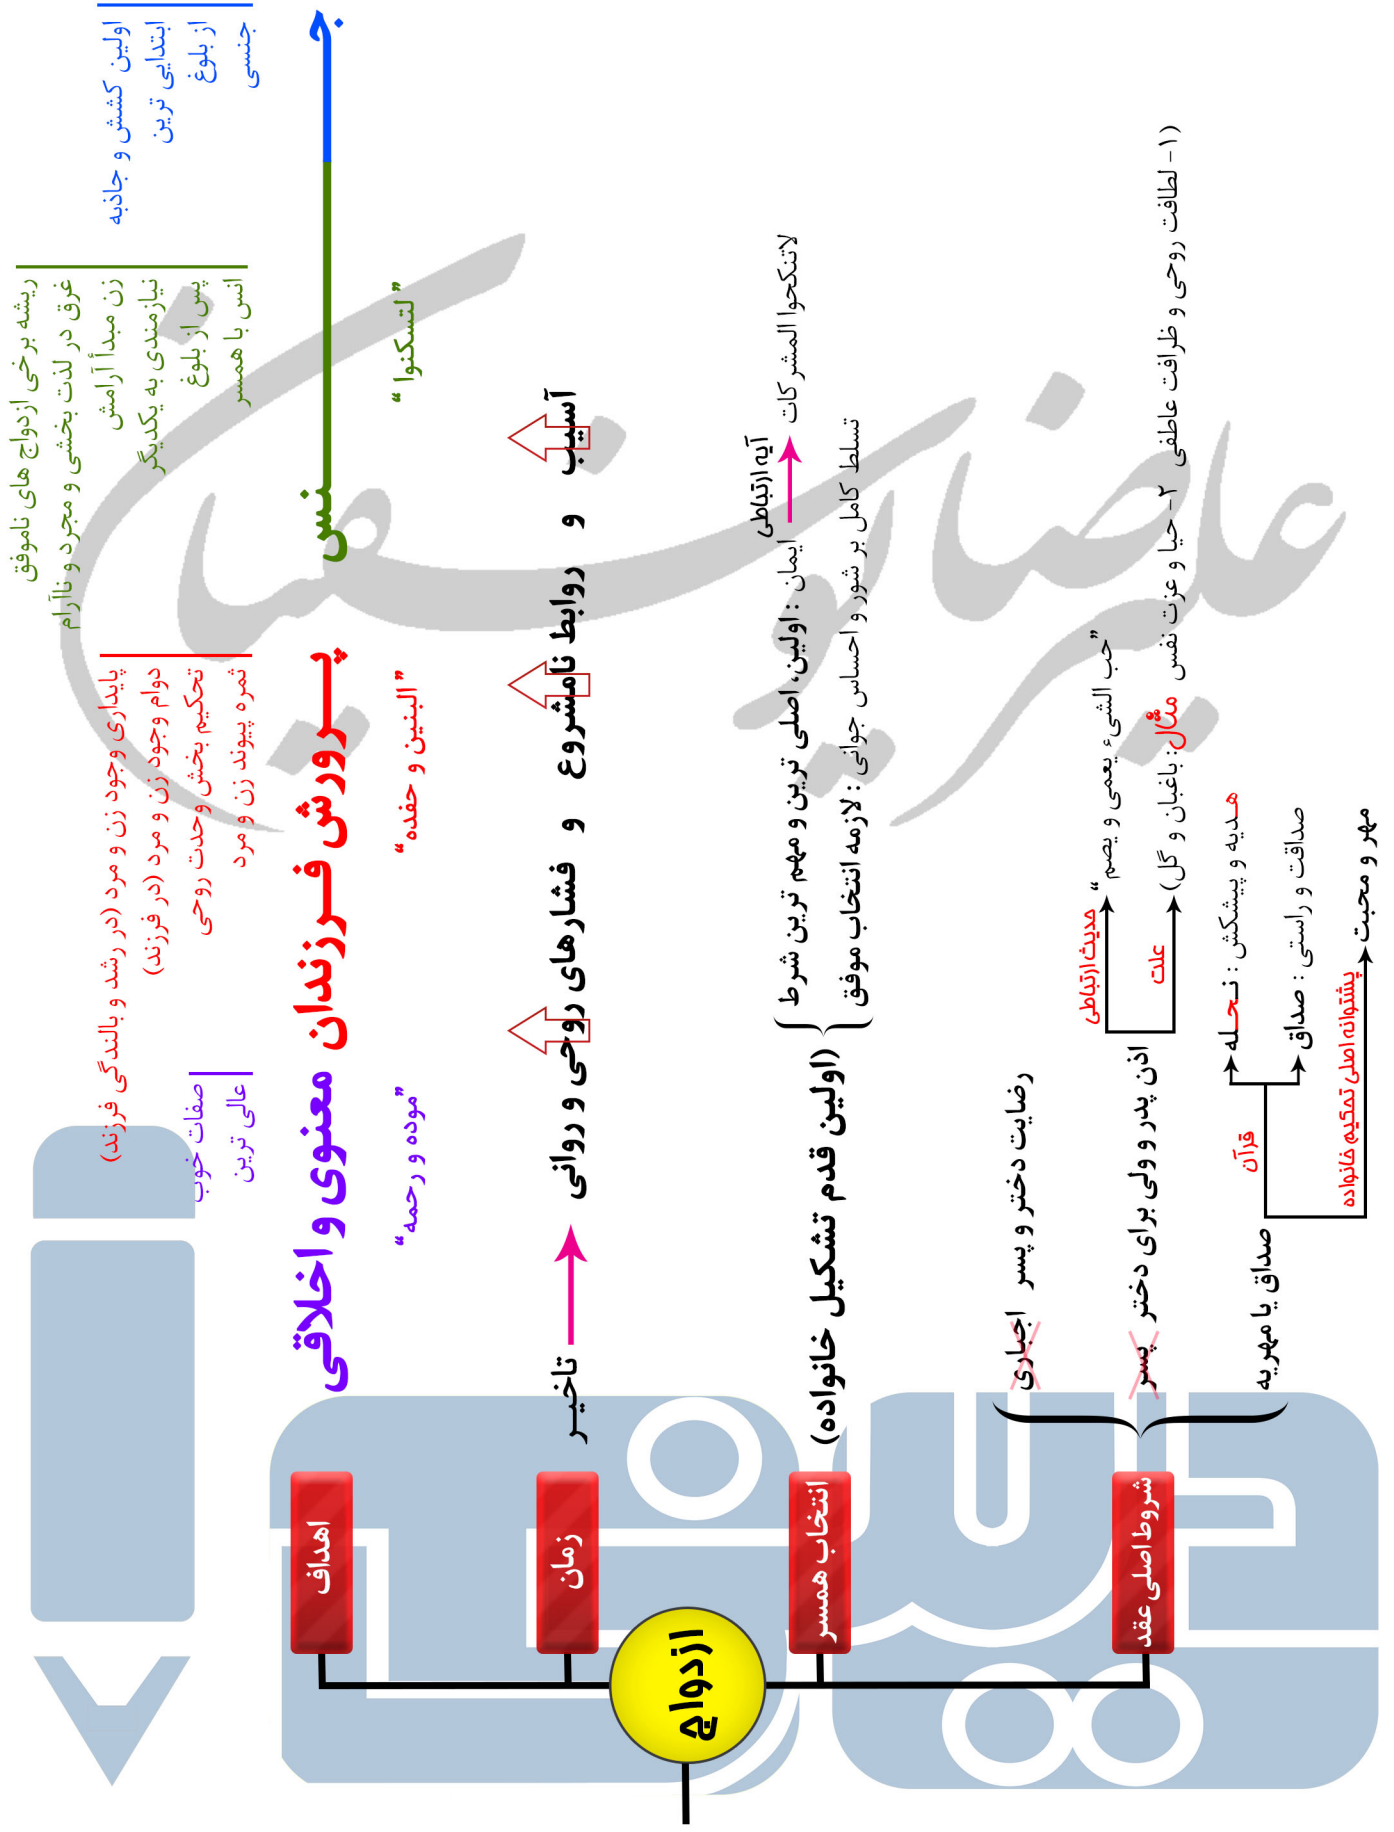 ازدواج
اهداف
جنسی
جنسی
از بلوغ
ابتدایی ترین
اولین کشش و جاذبه
انس با همسر
پس از بلوغ
نیازمندی به یکدیگر
زن مبدأ آرامش
غرق در لذت بخشی و مجرد و ناآرام
ریشه برخی ازدواج های ناموفق
”لتسکنوا“
پرورش فرزندان
ثمره پیوند زن و مرد
تحکیم بخش وحدت روحی
دوام وجود زن و مرد (در فرزند)
پایداری وجود زن و مرد (در رشد و بالندگی فرزند)
”البنین و حفده“
معنوی و اخلاقی
عالی ترین
صفات خوب
”موده و رحمه“
زمان
تاخیر
فشارهای روحی و روانی و روابط نامشروع و آسیب
انتخاب همسر
(اولین قدم تشکیل خانواده)
ایمان : اولین، اصلی ترین و مهم ترین شرط
آیه ارتباطی
لاتنکحوا المشرکات
تسلط کامل بر شور و احساس جوانی : لازمه انتخاب موفق
شروط اصلی عقد
رضایت دختر و پسر اجباری
اذن پدر و ولی برای دختر پسر
حدیث ارتباطی
”حب الشیء یعمی و یصم“
علت
(۱- لطافت روحی و ظرافت عاطفی ۲- حیا و عزت نفس مثال: باغبان و گل)
صداق یا مهریه
قرآن
نحله : هدیه و پیشکش
صداق : صداقت و راستی
پشتوانه اصلی تحکیم خانواده
مهر و محبت